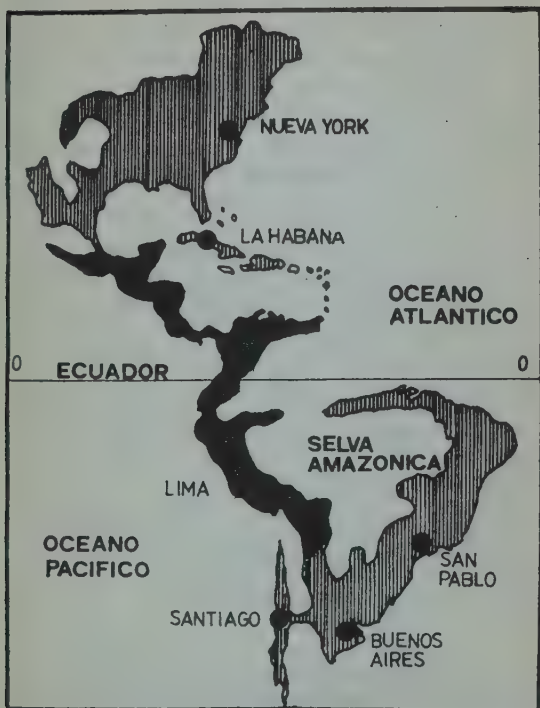 NUEVA YORK
LA HABANA
OCEANO
ATLANTICO
0
ECUADOR
0
SELVA
AMAZONICA
LIMA
OCEANO
PACIFICO
SAN
PABLO
SANTIAGO
BUENOS
AIRES